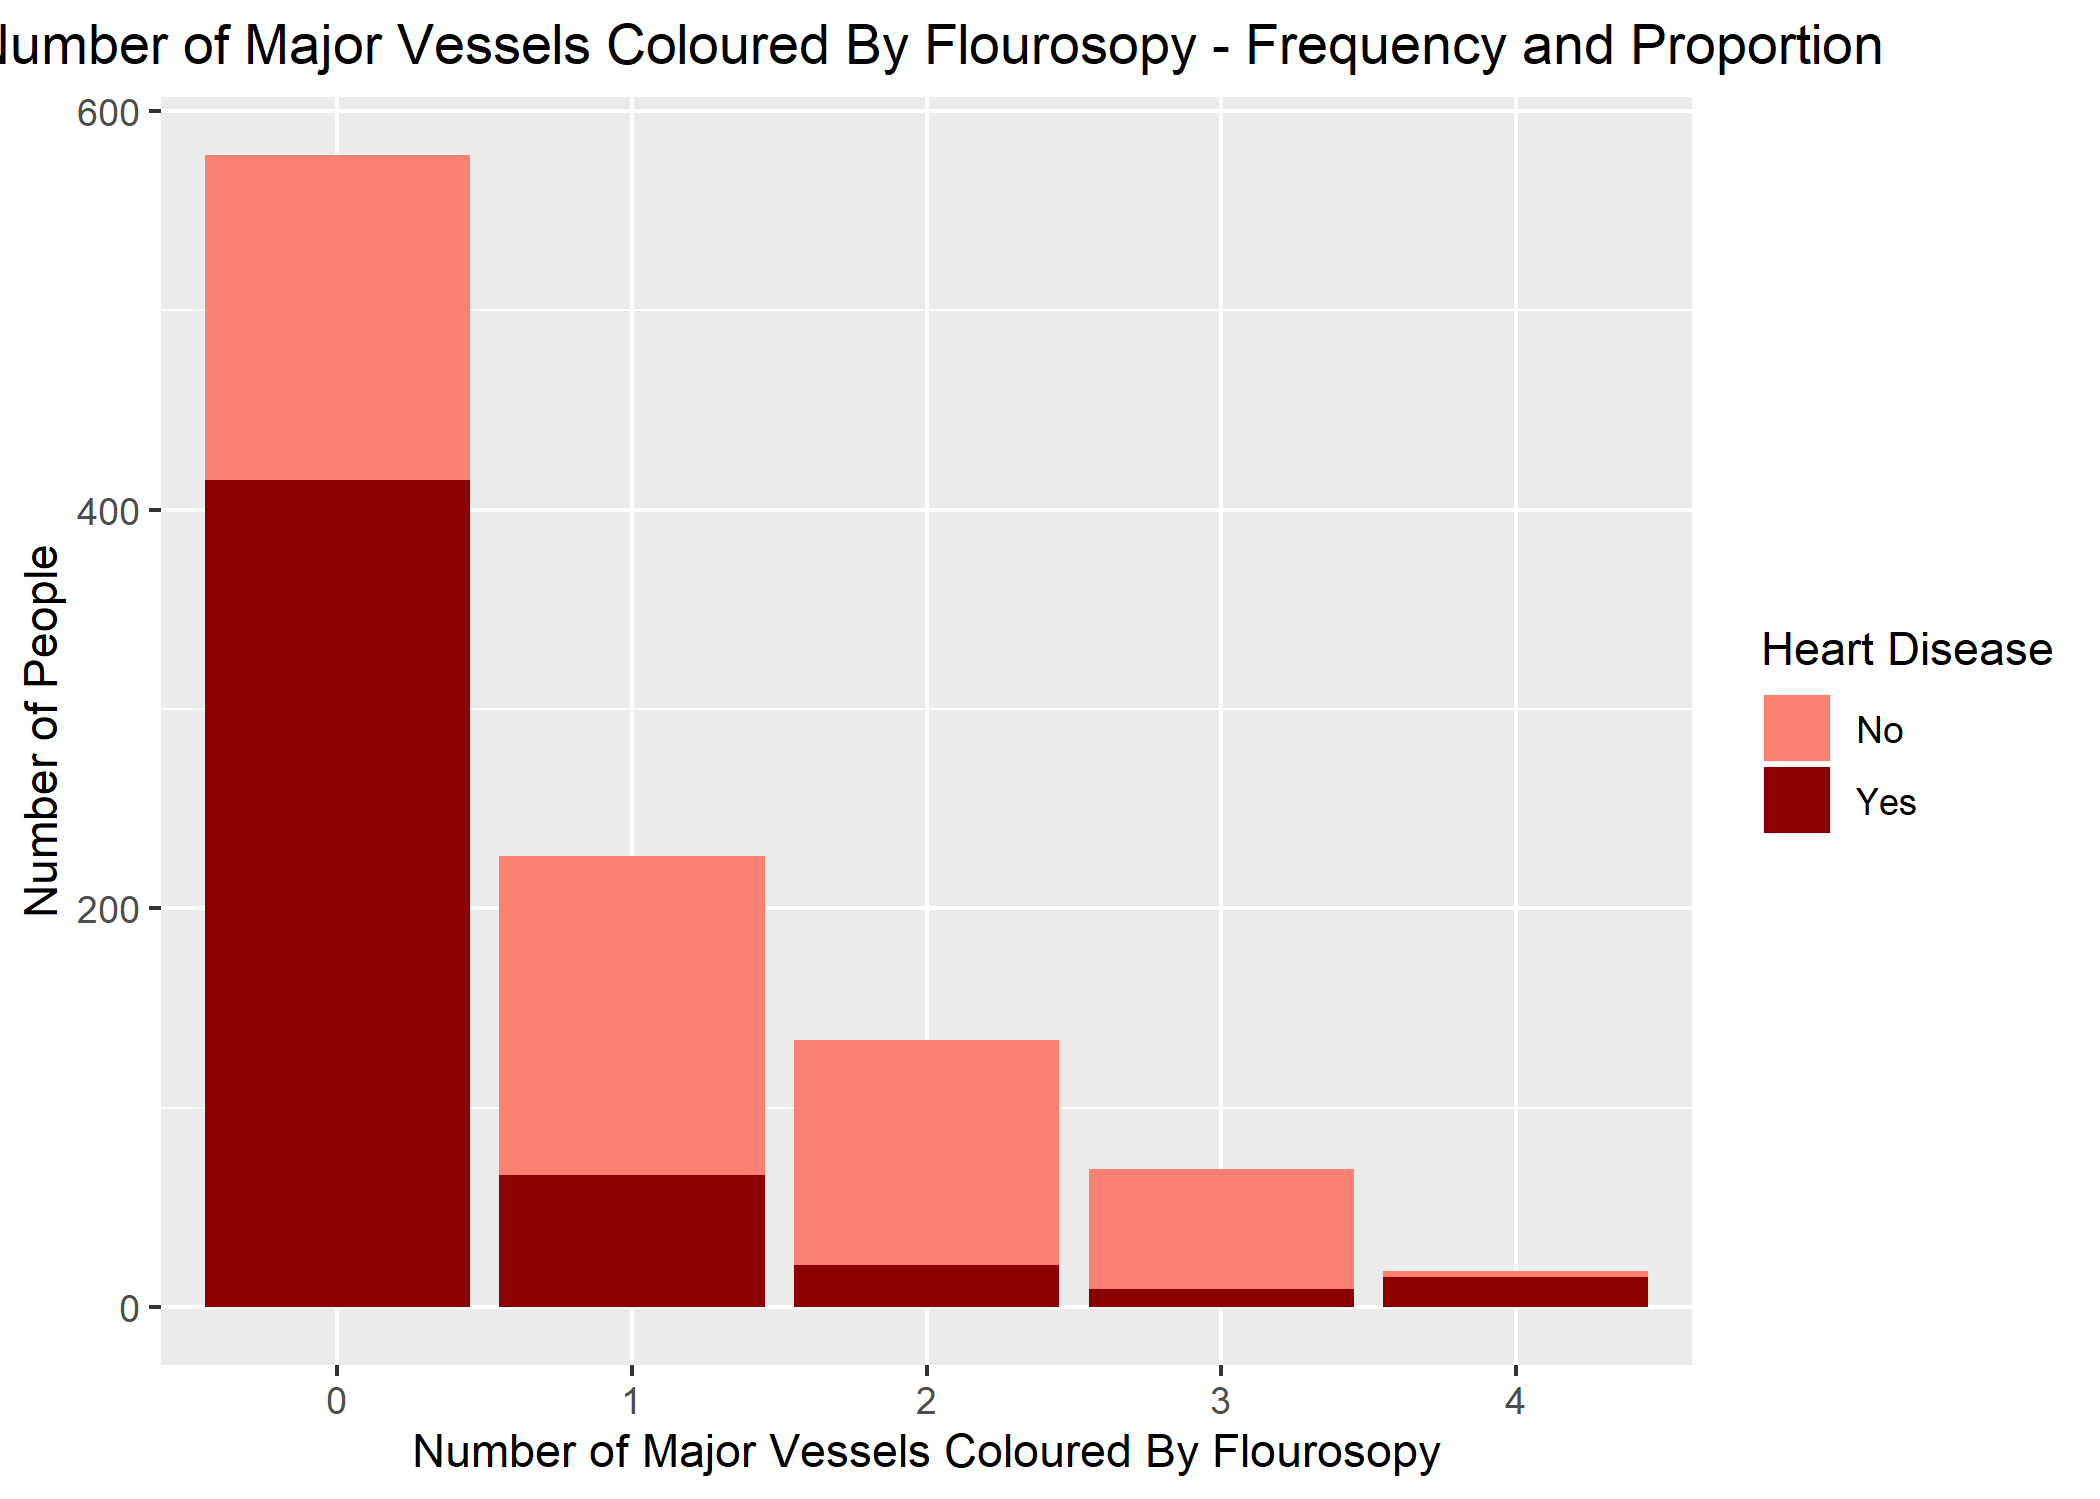 Number of Major Vessels Coloured By Flourosopy - Frequency and Proportion
600
400
200
0
Number of People
0 1 2 3 4
Number of Major Vessels Coloured By Flourosopy
Heart Disease
No
Yes